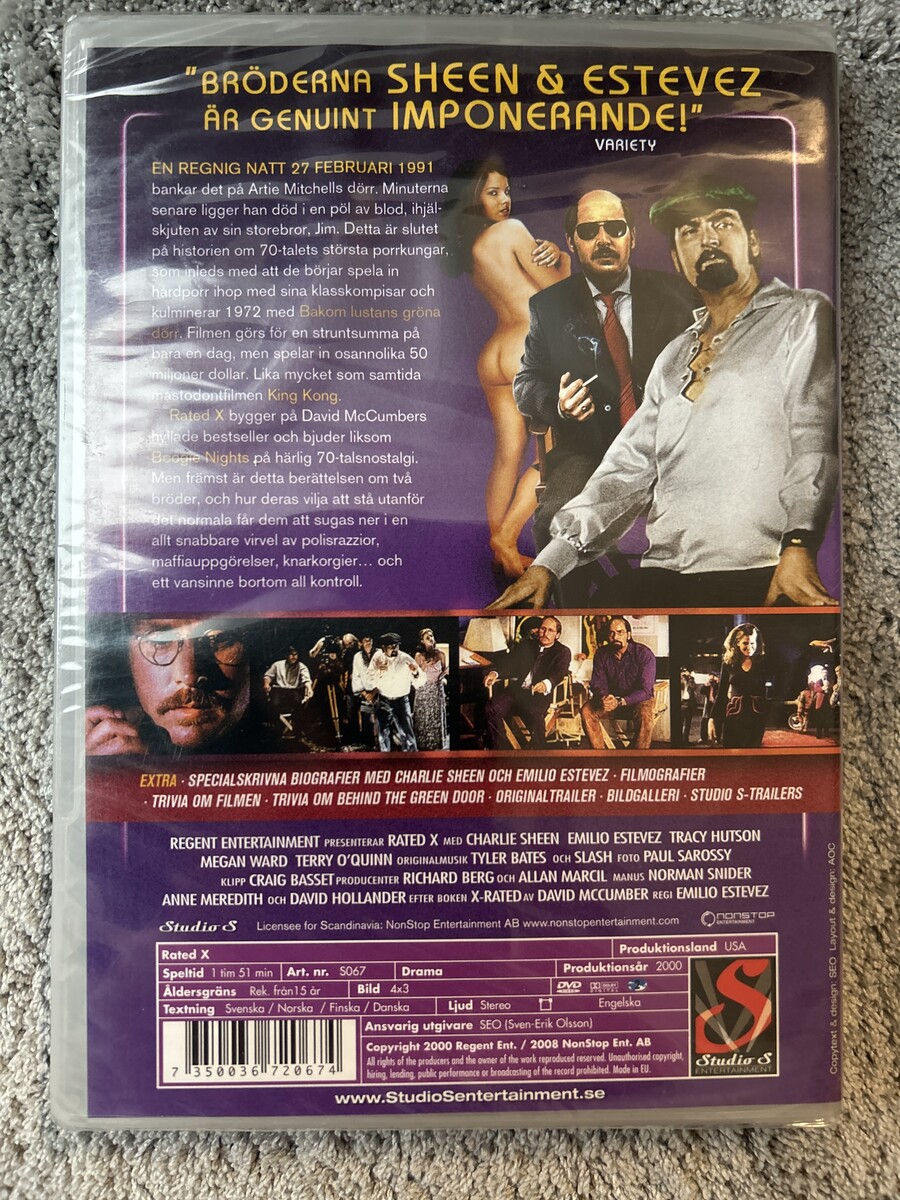 "BRÖDERNA SHEEN & ESTEVEZ
ÄR GENUINT IMPONERANDE!"
VARIETY
EN REGNIG NATT 27 FEBRUARI 1991
bankar det på Artie Mitchells dörr. Minuterna
senare ligger han död i en pöl av blod, ihjäl-
skjuten av sin storebror, Jim. Detta är slutet
på historien om 70-talets största porrkungar,
som inleds med att de börjar spela in
hårdporr ihop med sina klasskompisar och
kulminerar 1972 med Bakom lustans gröna
dörr. Filmen görs för en struntsumma på
bara en dag, men spelar in osannolika 50
miljoner dollar. Lika mycket som samtida
mastodontfilmen King Kong.
Rated X bygger på David McCumbers
hyllade bestseller och bjuder liksom
Boogie Nights på härlig 70-talsnostalgi.
Men främst är detta berättelsen om två
bröder, och hur deras vilja att stå utanför
det normala får dem att sugas ner i en
allt snabbare virvel av polisrazzior,
maffiauppgörelser, knarkorgier... och
ett vansinne bortom all kontroll.
EXTRA · SPECIALSKRIVNA BIOGRAFIER MED CHARLIE SHEEN OCH EMILIO ESTEVEZ · FILMOGRAFIER
· TRIVIA OM FILMEN · TRIVIA OM BEHIND THE GREEN DOOR · ORIGINALTRAILER · BILDGALLERI · STUDIO S-TRAILERS
REGENT ENTERTAINMENT PRESENTERAR RATED X MED CHARLIE SHEEN EMILIO ESTEVEZ TRACY HUTSON
MEGAN WARD TERRY O'QUINN ORIGINALMUSIK TYLER BATES OCH SLASH FOTO PAUL SAROSSY
KLIPP CRAIG BASSET PRODUCENTER RICHARD BERG OCH ALLAN MARCIL MANUS NORMAN SNIDER
ANNE MEREDITH OCH DAVID HOLLANDER EFTER BOKEN X-RATED AV DAVID MCCUMBER REGI EMILIO ESTEVEZ
Studio S Licensee for Scandinavia: NonStop Entertainment AB www.nonstopentertainment.com NONSTOP
ENTERTAINMENT
Rated X Produktionsland USA
Speltid 1 tim 51 min Art. nr. S067 Drama Produktionsår 2000
Åldersgräns Rek. från 15 år Bild 4x3 DVD VIDEO DOLBY DIGITAL 2
Textning Svenska / Norska / Finska / Danska Ljud Stereo Engelska
Ansvarig utgivare SEO (Sven-Erik Olsson)
Copyright 2000 Regent Ent. / 2008 NonStop Ent. AB
All rights of the producers and the owner of the work reproduced reserved. Unauthorised copyright,
hiring, lending, public performance or broadcasting of the record prohibited. Made in EU.
7 350036 720674
S
Studio S
ENTERTAINMENT
www.StudioSentertainment.se
Copytext & design: SEO Layout & design: AOC